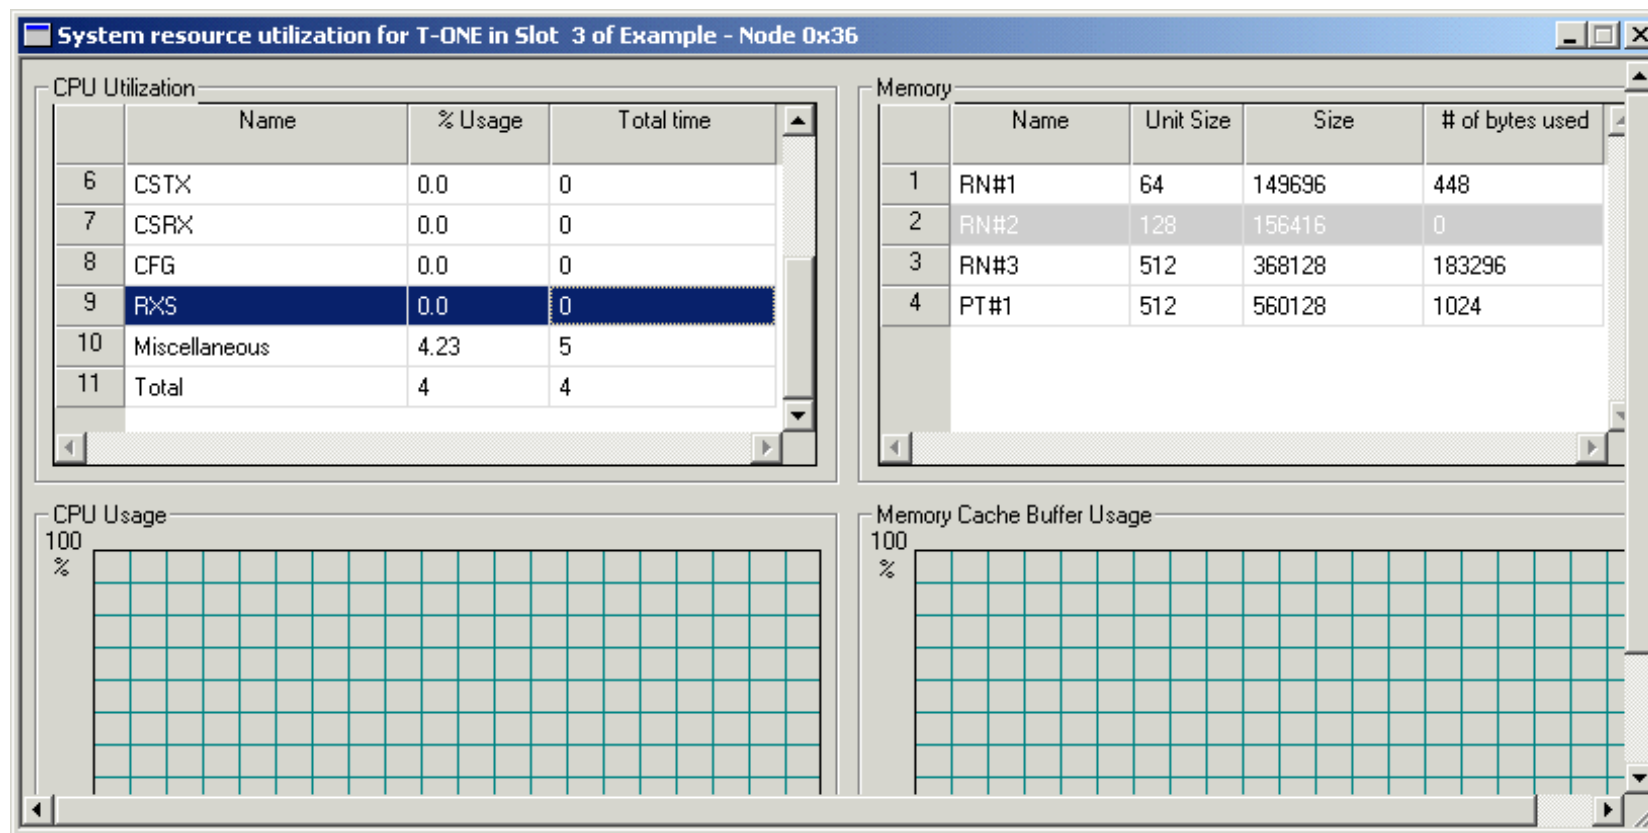 System resource utilization for T-ONE in Slot 3 of Example - Node 0x36
CPU Utilization
Name % Usage Total time
6 CSTX 0.0 0
7 CSRX 0.0 0
8 CFG 0.0 0
9 RXS 0.0 0
10 Miscellaneous 4.23 5
11 Total 4 4
Memory
Name Unit Size Size # of bytes used
1 RN#1 64 149696 448
2 RN#2 128 156416 0
3 RN#3 512 368128 183296
4 PT#1 512 560128 1024
CPU Usage
100
%
Memory Cache Buffer Usage
100
%